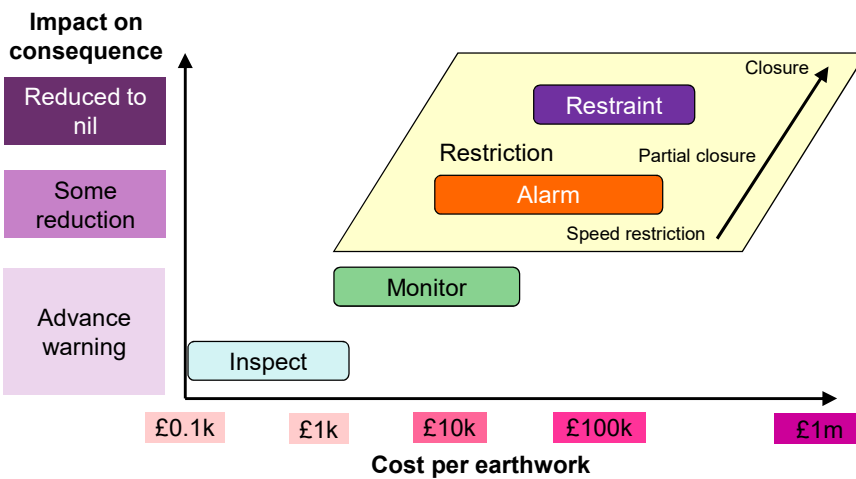 Impact on
consequence
Reduced to
nil
Some
reduction
Advance
warning
Closure
Restraint
Restriction
Partial closure
Alarm
Speed restriction
Monitor
Inspect
£0.1k
£1k
£10k
£100k
£1m
Cost per earthwork